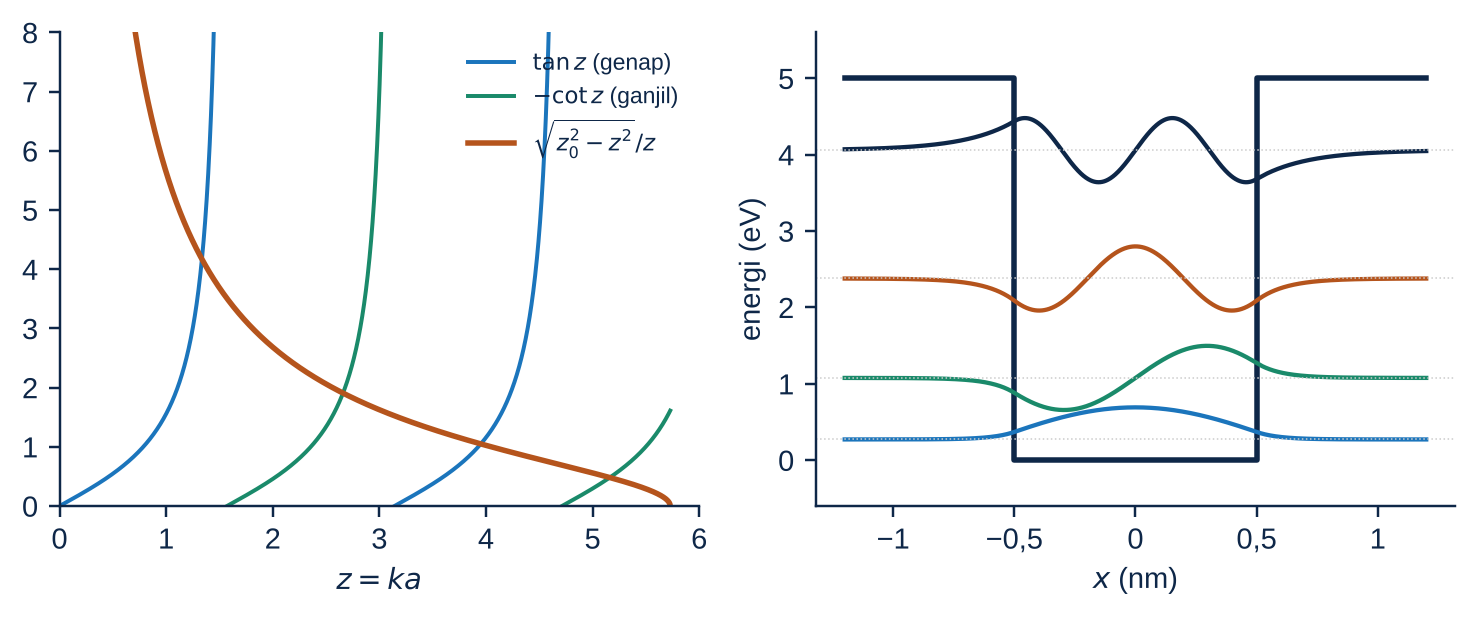 8
7
6
5
4
3
2
1
0
0 1 2 3 4 5 6
z = ka
tan z (genap)
−cot z (ganjil)
√(z₀² − z²)/z
energi (eV)
5
4
3
2
1
0
−1 −0,5 0 0,5 1
x (nm)